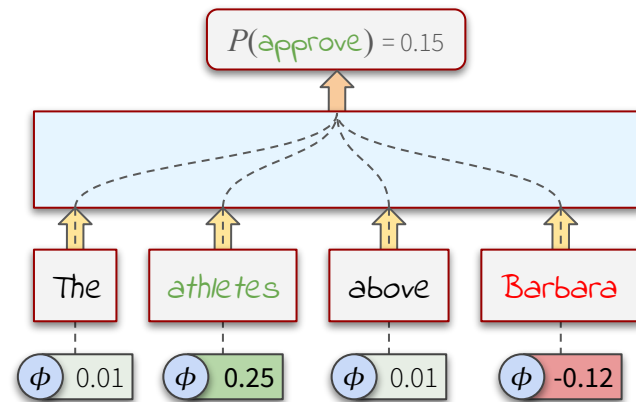 P(approve) = 0.15
The athletes above Barbara
ϕ 0.01 ϕ 0.25 ϕ 0.01 ϕ -0.12